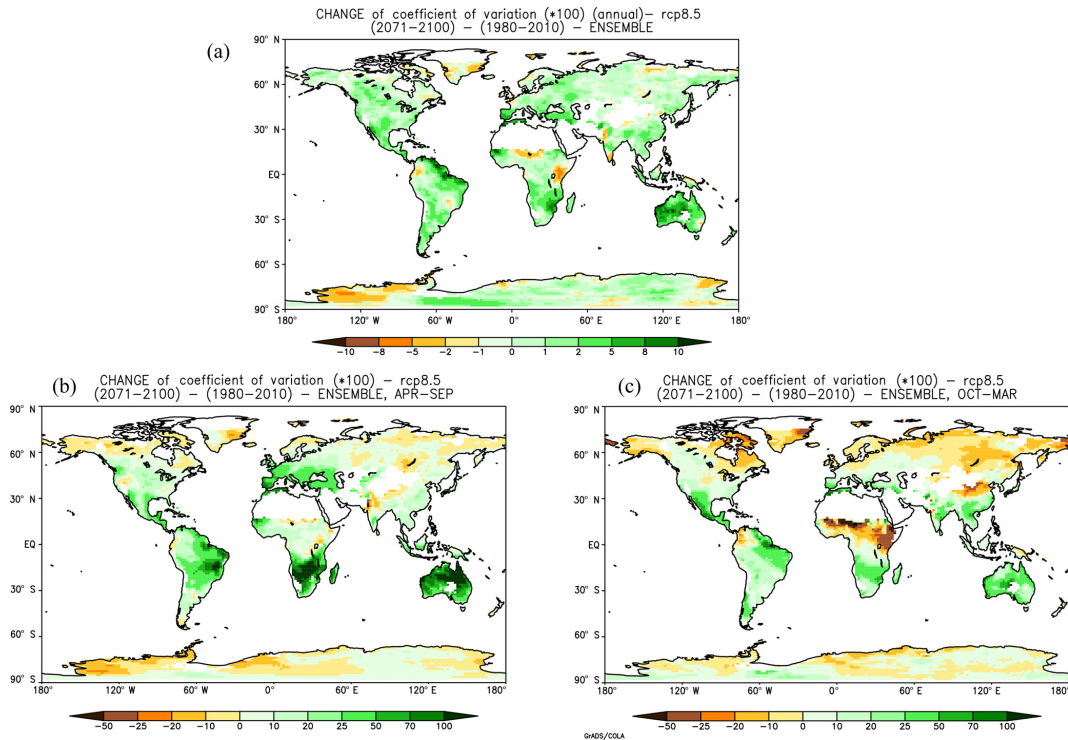 CHANGE of coefficient of variation (*100) (annual)− rcp8.5
(2071−2100) − (1980−2010) − ENSEMBLE
(a)
90° N
60° N
30° N
EQ
30° S
60° S
90° S
180° 120° W 60° W 0° 60° E 120° E 180°
−10 −8 −5 −2 −1 0 1 2 5 8 10
(b)
CHANGE of coefficient of variation (*100) − rcp8.5
(2071−2100) − (1980−2010) − ENSEMBLE, APR−SEP
90° N
60° N
30° N
EQ
30° S
60° S
90° S
180° 120° W 60° W 0° 60° E 120° E 180°
−50 −25 −20 −10 0 10 20 25 50 70 100
(c)
CHANGE of coefficient of variation (*100) − rcp8.5
(2071−2100) − (1980−2010) − ENSEMBLE, OCT−MAR
90° N
60° N
30° N
EQ
30° S
60° S
90° S
180° 120° W 60° W 0° 60° E 120° E 180°
−50 −25 −20 −10 0 10 20 25 50 70 100
GrADS/COLA